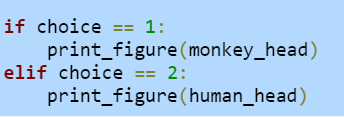 if choice == 1:
    print_figure(monkey_head)
elif choice == 2:
    print_figure(human_head)